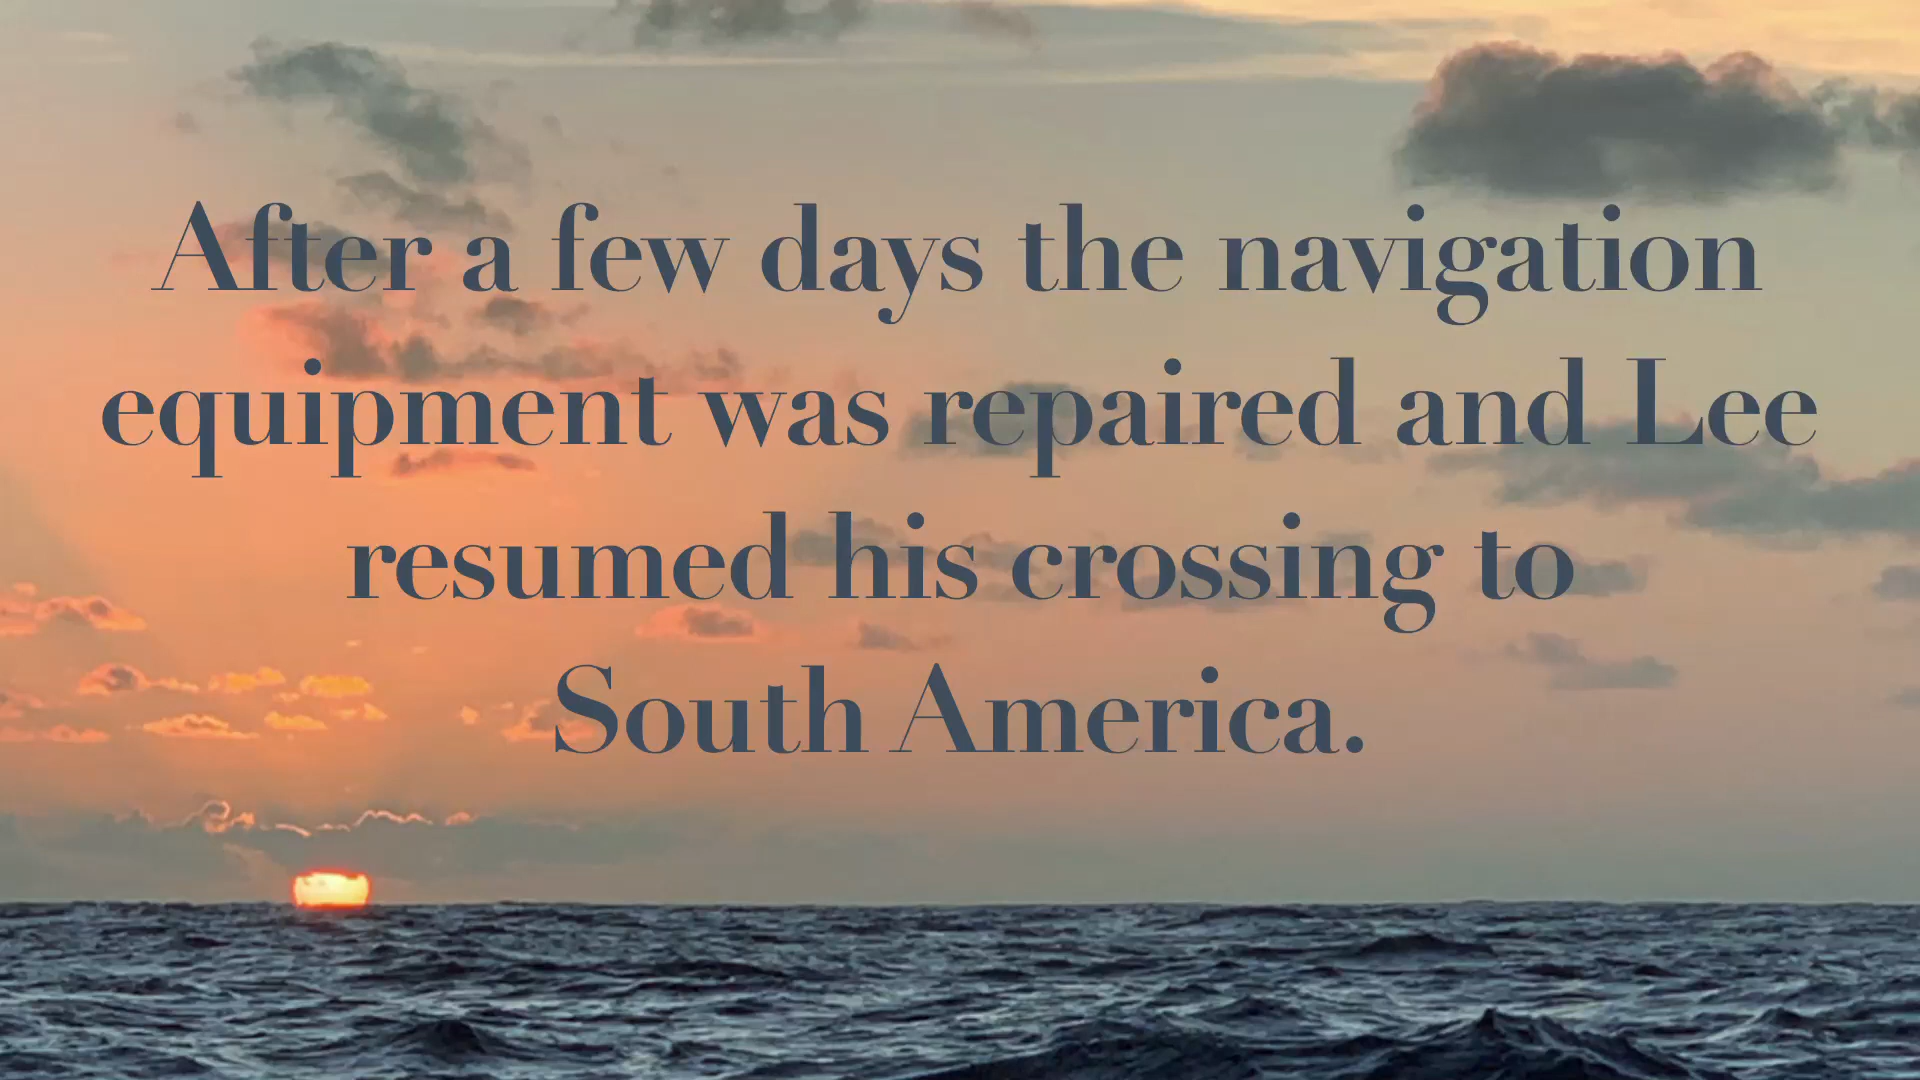 After a few days the navigation
equipment was repaired and Lee
resumed his crossing to
South America.